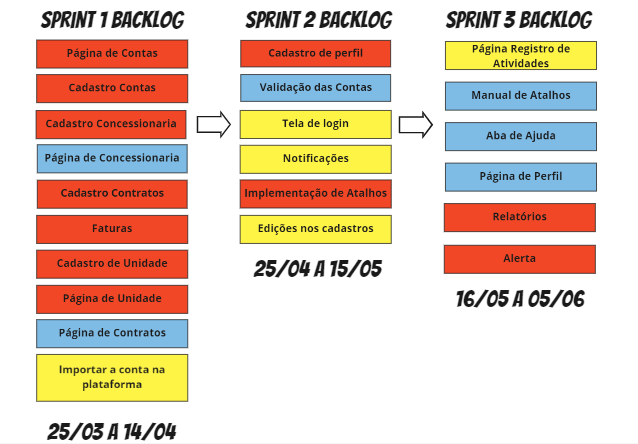 SPRINT 1 BACKLOG
Página de Contas
Cadastro Contas
Cadastro Concessionaria
Página de Concessionaria
Cadastro Contratos
Faturas
Cadastro de Unidade
Página de Unidade
Página de Contratos
Importar a conta na
plataforma
25/03 A 14/04
SPRINT 2 BACKLOG
Cadastro de perfil
Validação das Contas
Tela de login
Notificações
Implementação de Atalhos
Edições nos cadastros
25/04 A 15/05
SPRINT 3 BACKLOG
Página Registro de
Atividades
Manual de Atalhos
Aba de Ajuda
Página de Perfil
Relatórios
Alerta
16/05 A 05/06